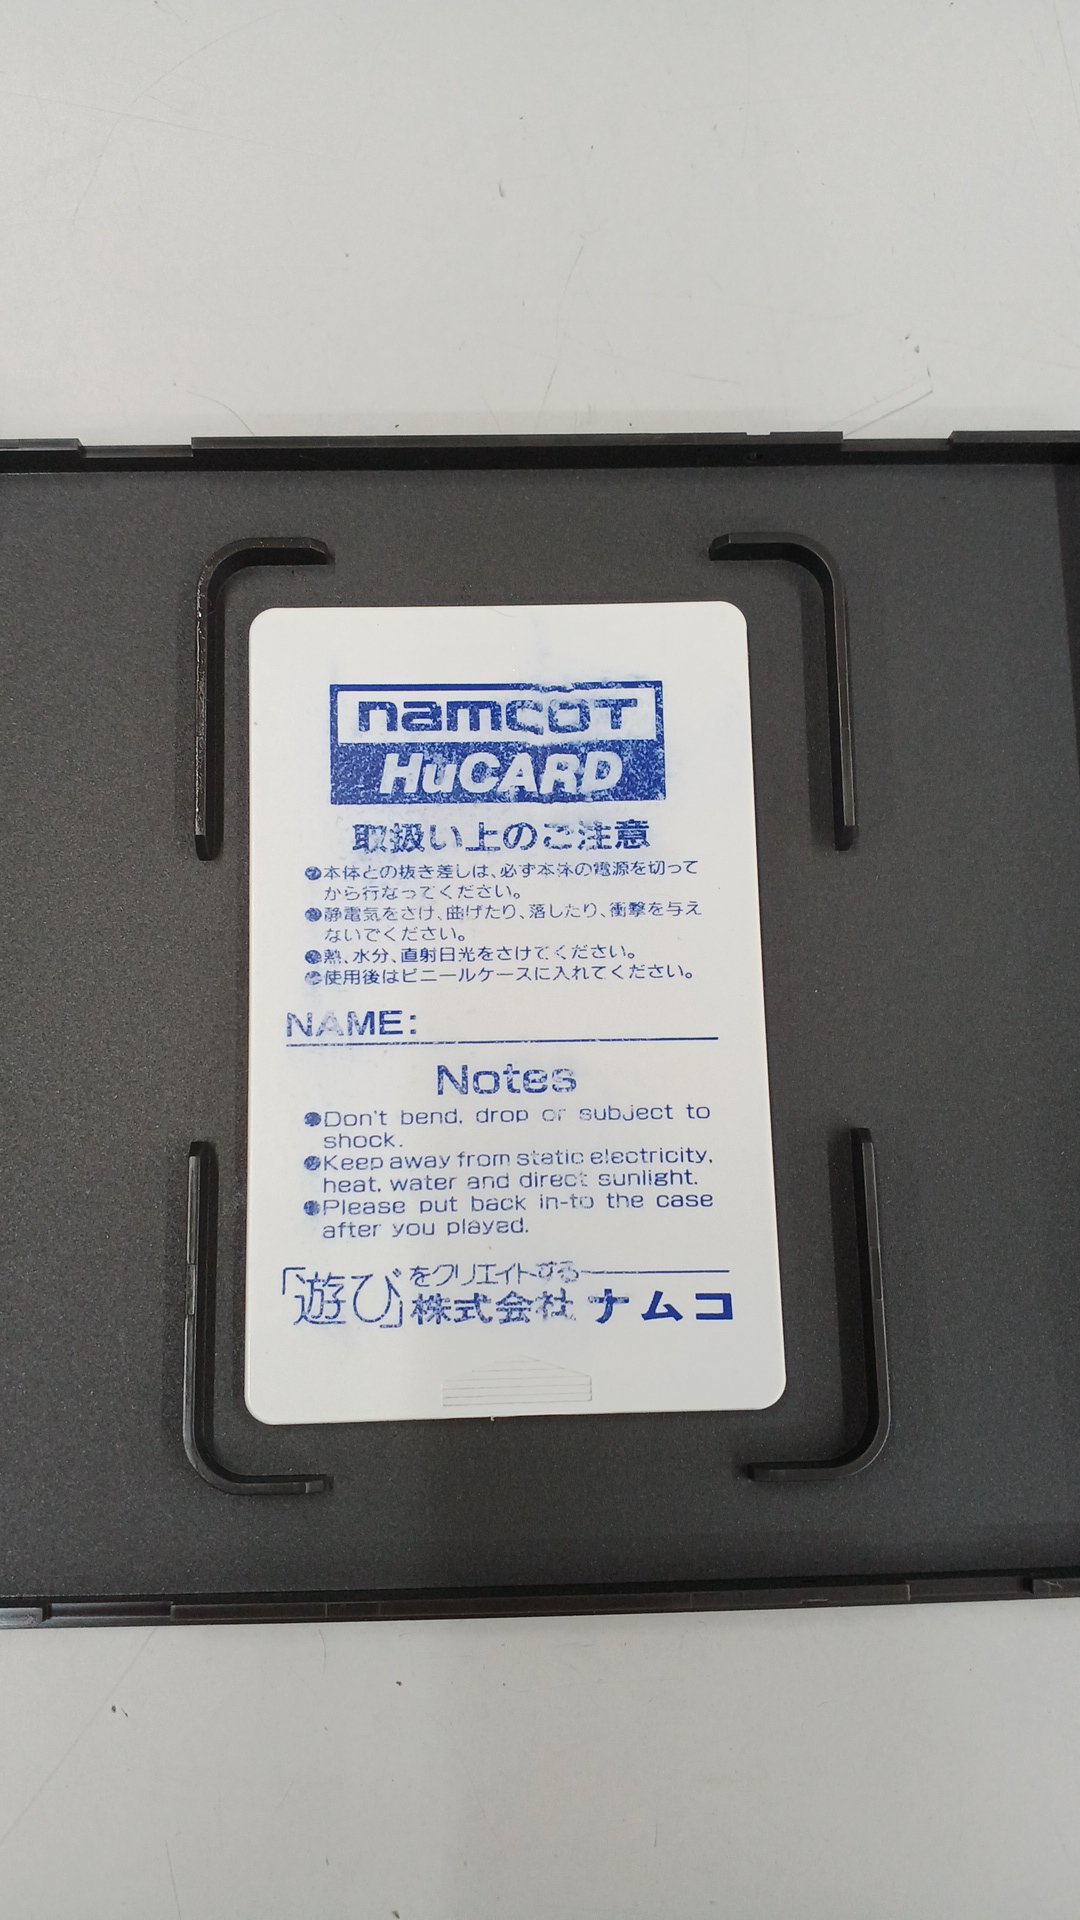 namcot
HuCARD
取扱い上のご注意
●本体との抜き差しは、必ず本体の電源を切って
から行なってください。
●静電気をさけ、曲げたり、落したり、衝撃を与え
ないでください。
●熱、水分、直射日光をさけてください。
●使用後はビニールケースに入れてください。
NAME:
Notes
●Don't bend, drop or subject to
shock.
●Keep away from static electricity,
heat, water and direct sunlight.
●Please put back in-to the case
after you played.
「遊び」をクリエイトする
株式会社ナムコ